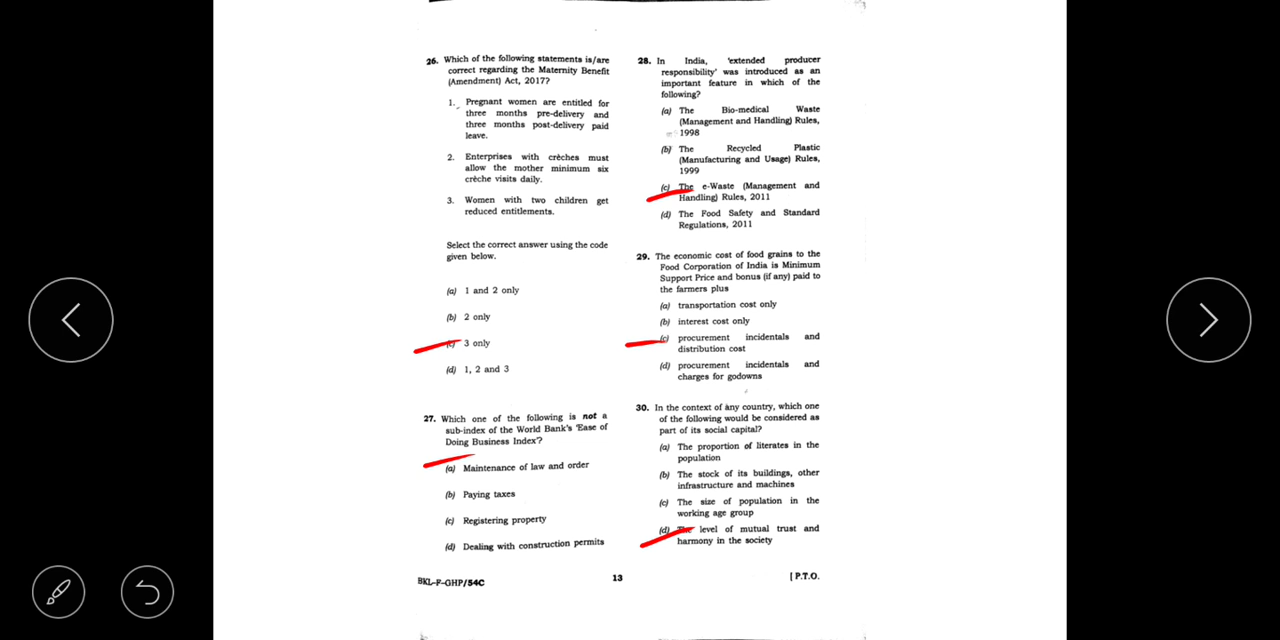 26. Which of the following statements is/are
correct regarding the Maternity Benefit
(Amendment) Act, 2017?
1. Pregnant women are entitled for
three months pre-delivery and
three months post-delivery paid
leave.
2. Enterprises with crèches must
allow the mother minimum six
crèche visits daily.
3. Women with two children get
reduced entitlements.
Select the correct answer using the code
given below.
(a) 1 and 2 only
(b) 2 only
(c) 3 only
(d) 1, 2 and 3
27. Which one of the following is not a
sub-index of the World Bank's 'Ease of
Doing Business Index'?
(a) Maintenance of law and order
(b) Paying taxes
(c) Registering property
(d) Dealing with construction permits
28. In India, 'extended producer
responsibility' was introduced as an
important feature in which of the
following?
(a) The Bio-medical Waste
(Management and Handling) Rules,
1998
(b) The Recycled Plastic
(Manufacturing and Usage) Rules,
1999
(c) The e-Waste (Management and
Handling) Rules, 2011
(d) The Food Safety and Standard
Regulations, 2011
29. The economic cost of food grains to the
Food Corporation of India is Minimum
Support Price and bonus (if any) paid to
the farmers plus
(a) transportation cost only
(b) interest cost only
(c) procurement incidentals and
distribution cost
(d) procurement incidentals and
charges for godowns
30. In the context of any country, which one
of the following would be considered as
part of its social capital?
(a) The proportion of literates in the
population
(b) The stock of its buildings, other
infrastructure and machines
(c) The size of population in the
working age group
(d) The level of mutual trust and
harmony in the society
BKL-F-GHP/54C
13
[ P.T.O.